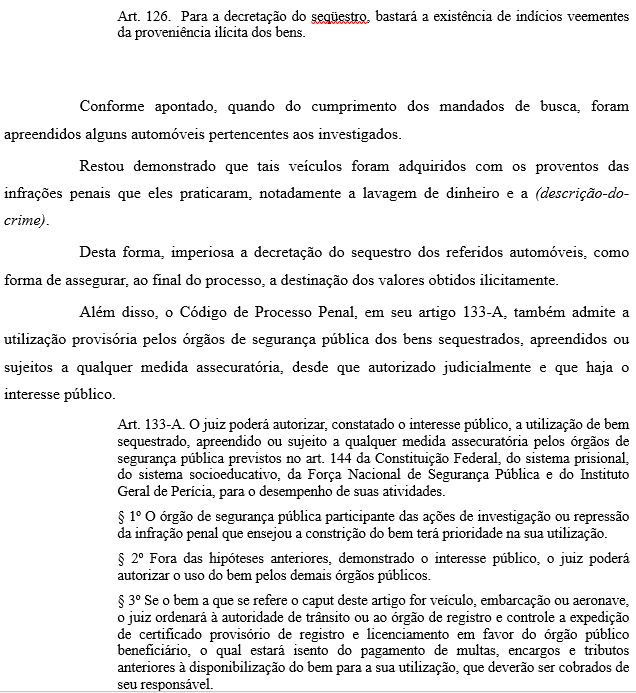 Art. 126.  Para a decretação do seqüestro, bastará a existência de indícios veementes
da proveniência ilícita dos bens.
Conforme apontado, quando do cumprimento dos mandados de busca, foram
apreendidos alguns automóveis pertencentes aos investigados.
Restou demonstrado que tais veículos foram adquiridos com os proventos das
infrações penais que eles praticaram, notadamente a lavagem de dinheiro e a (descrição-do-
crime).
Desta forma, imperiosa a decretação do sequestro dos referidos automóveis, como
forma de assegurar, ao final do processo, a destinação dos valores obtidos ilicitamente.
Além disso, o Código de Processo Penal, em seu artigo 133-A, também admite a
utilização provisória pelos órgãos de segurança pública dos bens sequestrados, apreendidos ou
sujeitos a qualquer medida assecuratória, desde que autorizado judicialmente e que haja o
interesse público.
Art. 133-A. O juiz poderá autorizar, constatado o interesse público, a utilização de bem
sequestrado, apreendido ou sujeito a qualquer medida assecuratória pelos órgãos de
segurança pública previstos no art. 144 da Constituição Federal, do sistema prisional,
do sistema socioeducativo, da Força Nacional de Segurança Pública e do Instituto
Geral de Perícia, para o desempenho de suas atividades.
§ 1º O órgão de segurança pública participante das ações de investigação ou repressão
da infração penal que ensejou a constrição do bem terá prioridade na sua utilização.
§ 2º Fora das hipóteses anteriores, demonstrado o interesse público, o juiz poderá
autorizar o uso do bem pelos demais órgãos públicos.
§ 3º Se o bem a que se refere o caput deste artigo for veículo, embarcação ou aeronave,
o juiz ordenará à autoridade de trânsito ou ao órgão de registro e controle a expedição
de certificado provisório de registro e licenciamento em favor do órgão público
beneficiário, o qual estará isento do pagamento de multas, encargos e tributos
anteriores à disponibilização do bem para a sua utilização, que deverão ser cobrados de
seu responsável.